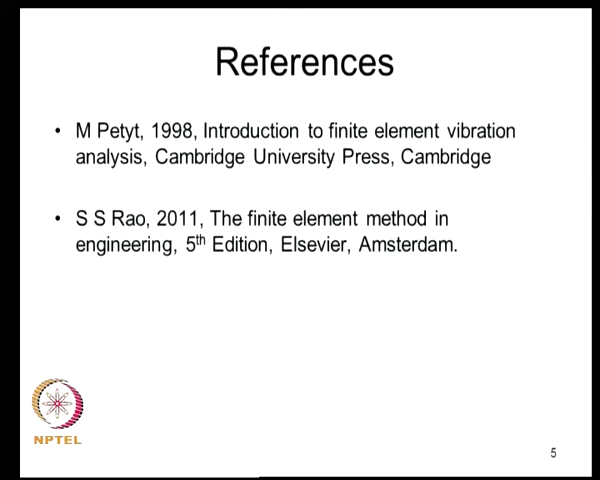 References
• M Petyt, 1998, Introduction to finite element vibration
analysis, Cambridge University Press, Cambridge
• S S Rao, 2011, The finite element method in
engineering, 5th Edition, Elsevier, Amsterdam.
NPTEL
5